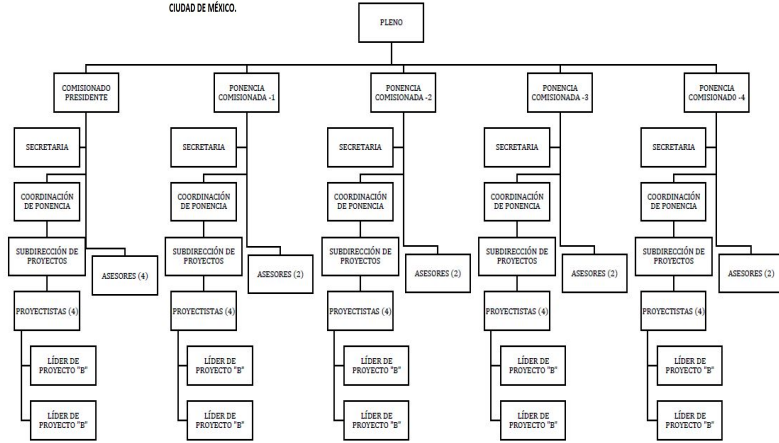 CIUDAD DE MÉXICO.
PLENO
COMISIONADO
PRESIDENTE
PONENCIA
COMISIONADA -1
PONENCIA
COMISIONADA -2
PONENCIA
COMISIONADA -3
PONENCIA
COMISIONAD0 -4
SECRETARIA
SECRETARIA
SECRETARIA
SECRETARIA
SECRETARIA
COORDINACIÓN
DE PONENCIA
COORDINACIÓN
DE PONENCIA
COORDINACIÓN
DE PONENCIA
COORDINACIÓN
DE PONENCIA
COORDINACIÓN
DE PONENCIA
SUBDIRECCIÓN DE
PROYECTOS
ASESORES (4)
SUBDIRECCIÓN DE
PROYECTOS
ASESORES (2)
SUBDIRECCIÓN DE
PROYECTOS
ASESORES (2)
SUBDIRECCIÓN DE
PROYECTOS
ASESORES (2)
SUBDIRECCIÓN DE
PROYECTOS
ASESORES (2)
PROYECTISTAS (4)
PROYECTISTAS (4)
PROYECTISTAS (4)
PROYECTISTAS (4)
PROYECTISTAS (4)
LÍDER DE
PROYECTO "B"
LÍDER DE
PROYECTO "B"
LÍDER DE
PROYECTO "B"
LÍDER DE
PROYECTO "B"
LÍDER DE
PROYECTO "B"
LÍDER DE
PROYECTO "B"
LÍDER DE
PROYECTO "B"
LÍDER DE
PROYECTO "B"
LÍDER DE
PROYECTO "B"
LÍDER DE
PROYECTO "B"